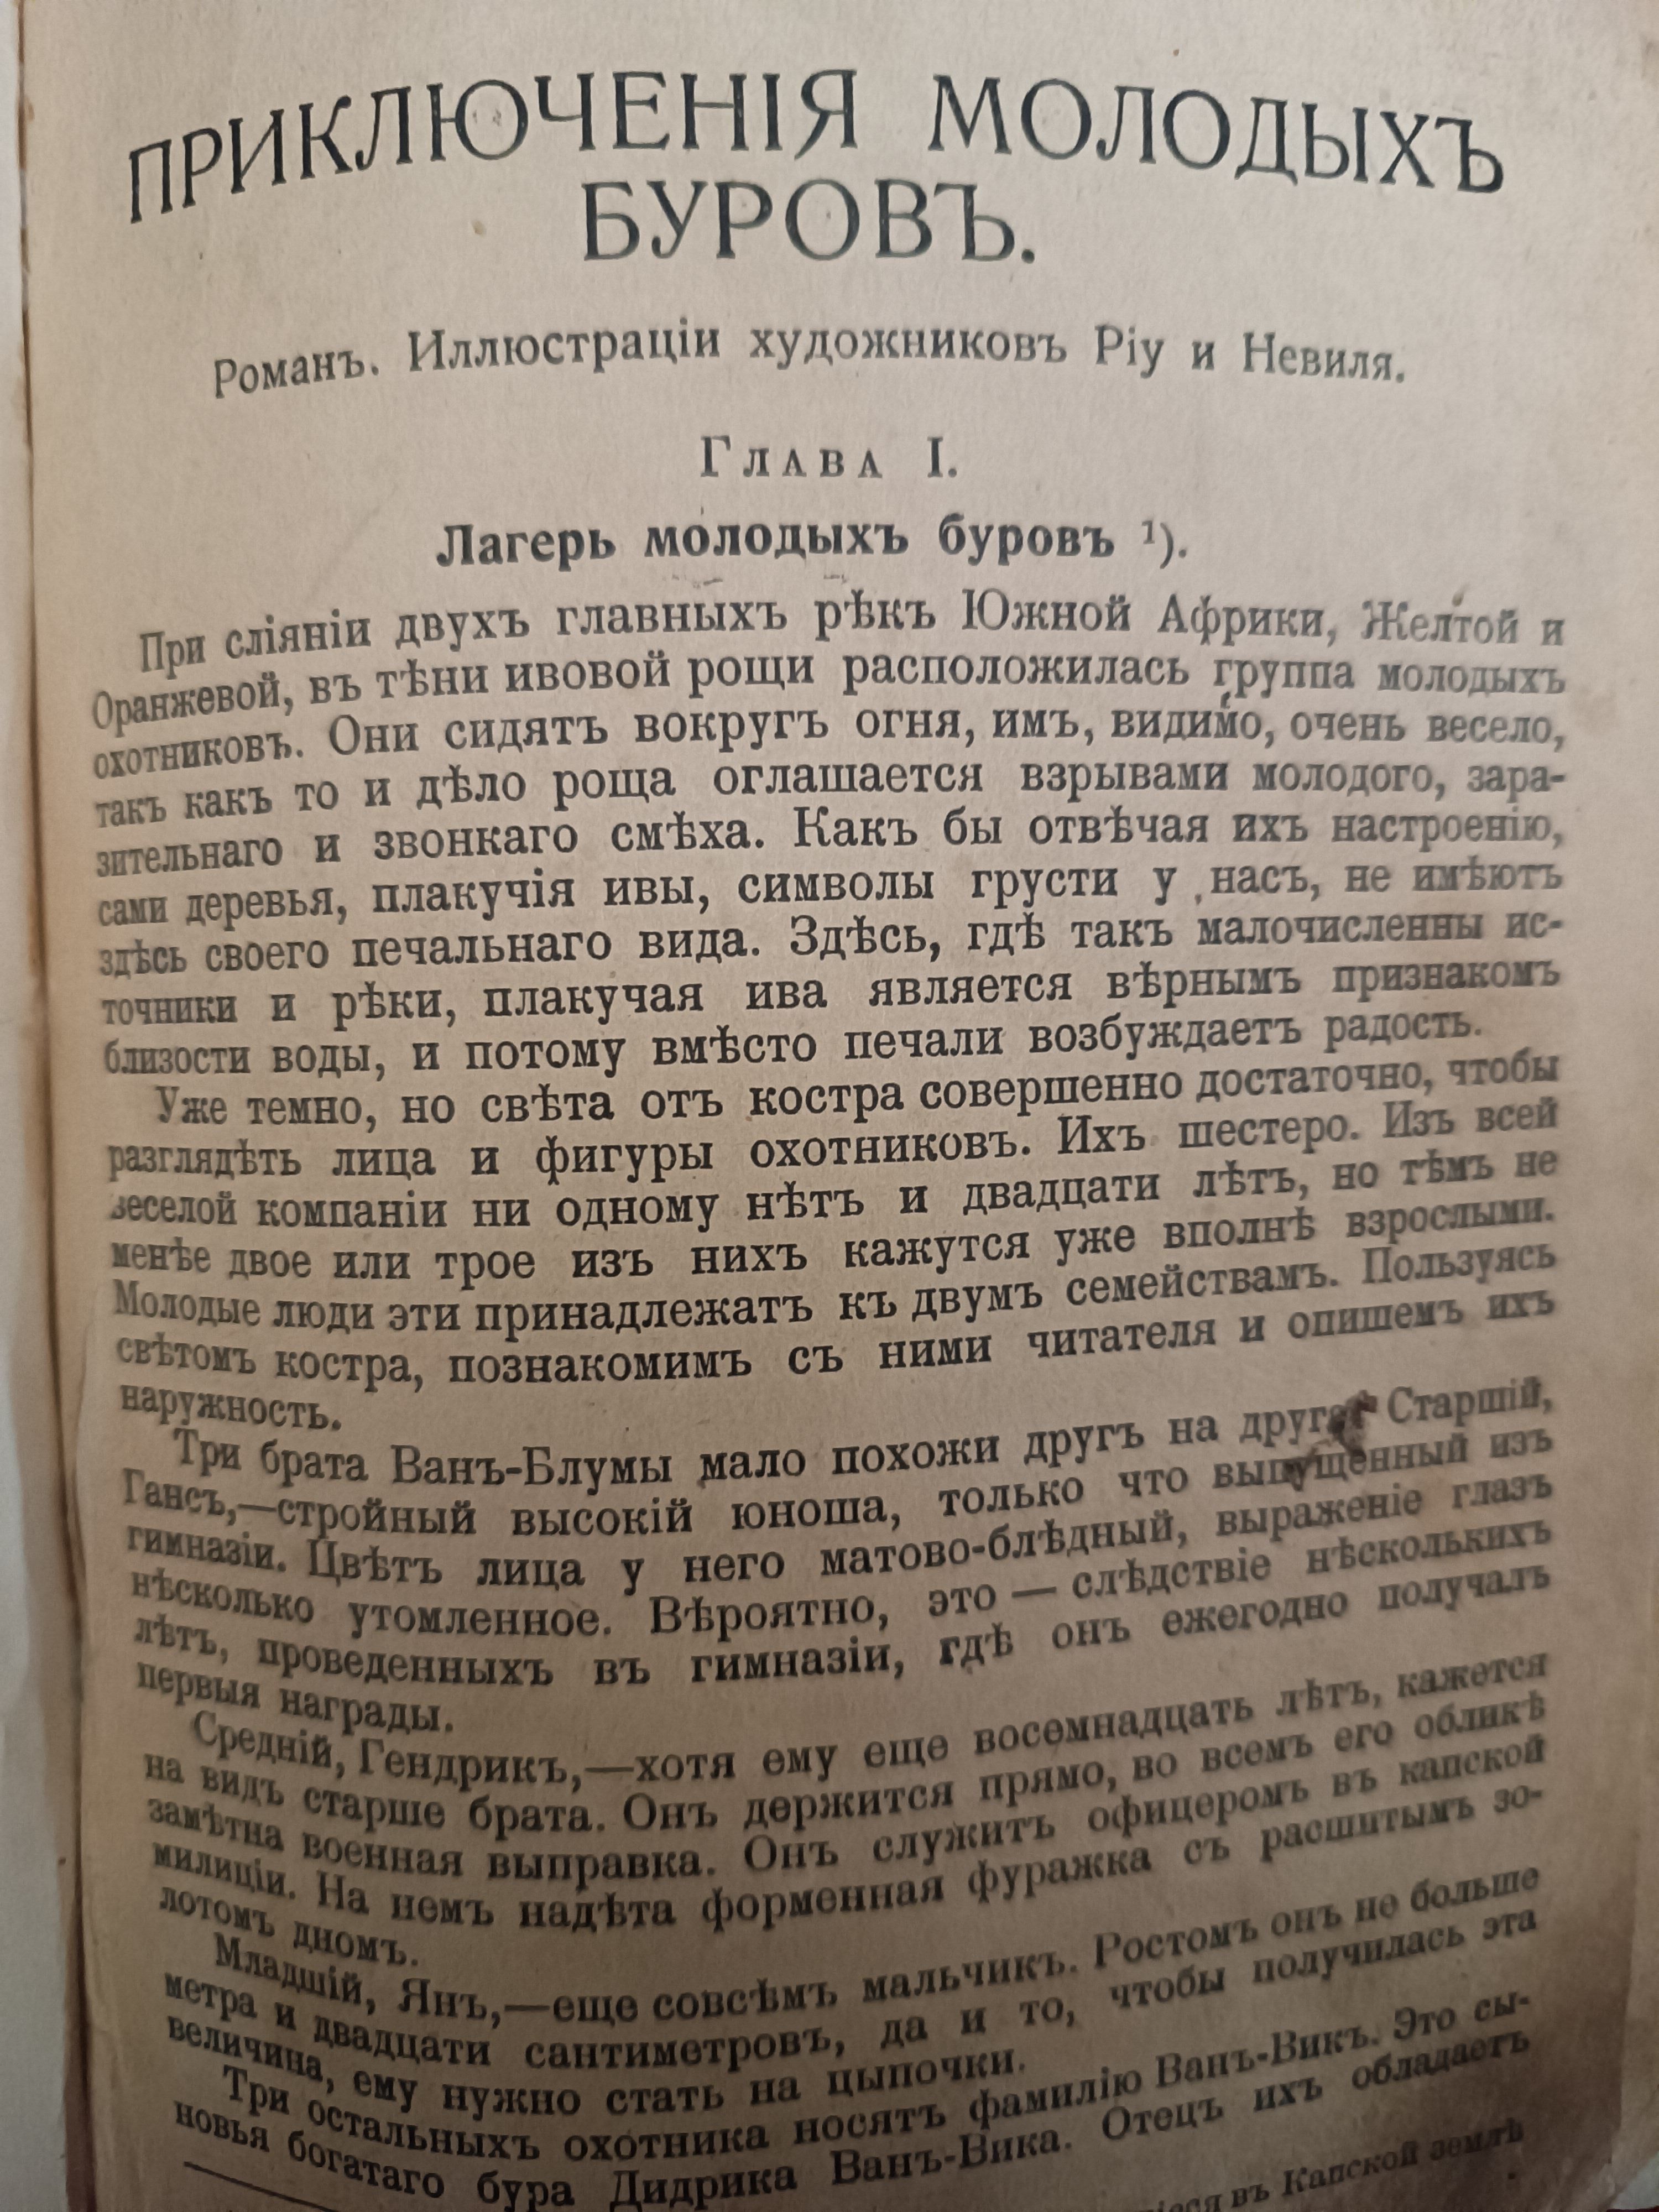 ПРИКЛЮЧЕНІЯ МОЛОДЫХЪ
БУРОВЪ.
Романъ. Иллюстраціи художниковъ Ріу и Невиля.
Глава I.
Лагерь молодыхъ буровъ ¹).
При сліяніи двухъ главныхъ рѣкъ Южной Африки, Желтой и
Оранжевой, въ тѣни ивовой рощи расположилась группа молодыхъ
охотниковъ. Они сидятъ вокругъ огня, имъ, видимо, очень весело,
такъ какъ то и дѣло роща оглашается взрывами молодого, зара-
зительнаго и звонкаго смѣха. Какъ бы отвѣчая ихъ настроенію,
сами деревья, плакучія ивы, символы грусти у насъ, не имѣютъ
здѣсь своего печальнаго вида. Здѣсь, гдѣ такъ малочисленны ис-
точники и рѣки, плакучая ива является вѣрнымъ признакомъ
близости воды, и потому вмѣсто печали возбуждаетъ радость.
Уже темно, но свѣта отъ костра совершенно достаточно, чтобы
разглядѣть лица и фигуры охотниковъ. Ихъ шестеро. Изъ всей
веселой компаніи ни одному нѣтъ и двадцати лѣтъ, но тѣмъ не
менѣе двое или трое изъ нихъ кажутся уже вполнѣ взрослыми.
Молодые люди эти принадлежатъ къ двумъ семействамъ. Пользуясь
свѣтомъ костра, познакомимъ съ ними читателя и опишемъ ихъ
наружность.
Три брата Ванъ-Блумы мало похожи другъ на друга. Старшій,
Гансъ,—стройный высокій юноша, только что выпущенный изъ
гимназіи. Цвѣтъ лица у него матово-блѣдный, выраженіе глазъ
нѣсколько утомленное. Вѣроятно, это — слѣдствіе нѣсколькихъ
лѣтъ, проведенныхъ въ гимназіи, гдѣ онъ ежегодно получалъ
первыя награды.
Средній, Гендрикъ,—хотя ему еще восемнадцать лѣтъ, кажется
на видъ старше брата. Онъ держится прямо, во всемъ его обликѣ
замѣтна военная выправка. Онъ служитъ офицеромъ въ капской
милиціи. На немъ надѣта форменная фуражка съ расшитымъ зо-
лотомъ дномъ.
Младшій, Янъ,—еще совсѣмъ мальчикъ. Ростомъ онъ не больше
метра и двадцати сантиметровъ, да и то, чтобы получилась эта
величина, ему нужно стать на цыпочки.
Три остальныхъ охотника носятъ фамилію Ванъ-Викъ. Это сы-
новья богатаго бура Дидрика Ванъ-Вика. Отецъ ихъ обладаетъ
въ Капской землѣ